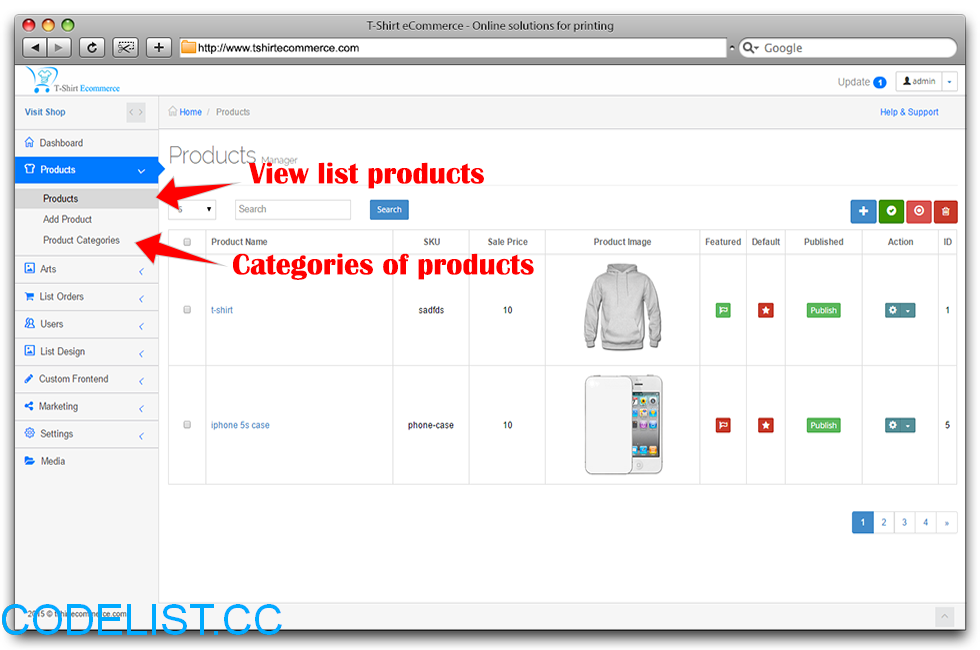 T-Shirt eCommerce - Online solutions for printing
http://www.tshirtecommerce.com
Google
T-Shirt Ecommerce
Update 1
admin
Visit Shop
Home / Products
Help & Support
Dashboard
Products
Products
Add Product
Product Categories
Arts
List Orders
Users
List Design
Custom Frontend
Marketing
Settings
Media
Products Manager
View list products
Search
Search
Categories of products
Product Name SKU Sale Price Product Image Featured Default Published Action ID
t-shirt sadfds 10 Publish 1
iphone 5s case phone-case 10 Publish 5
1 2 3 4 »
CODELIST.CC